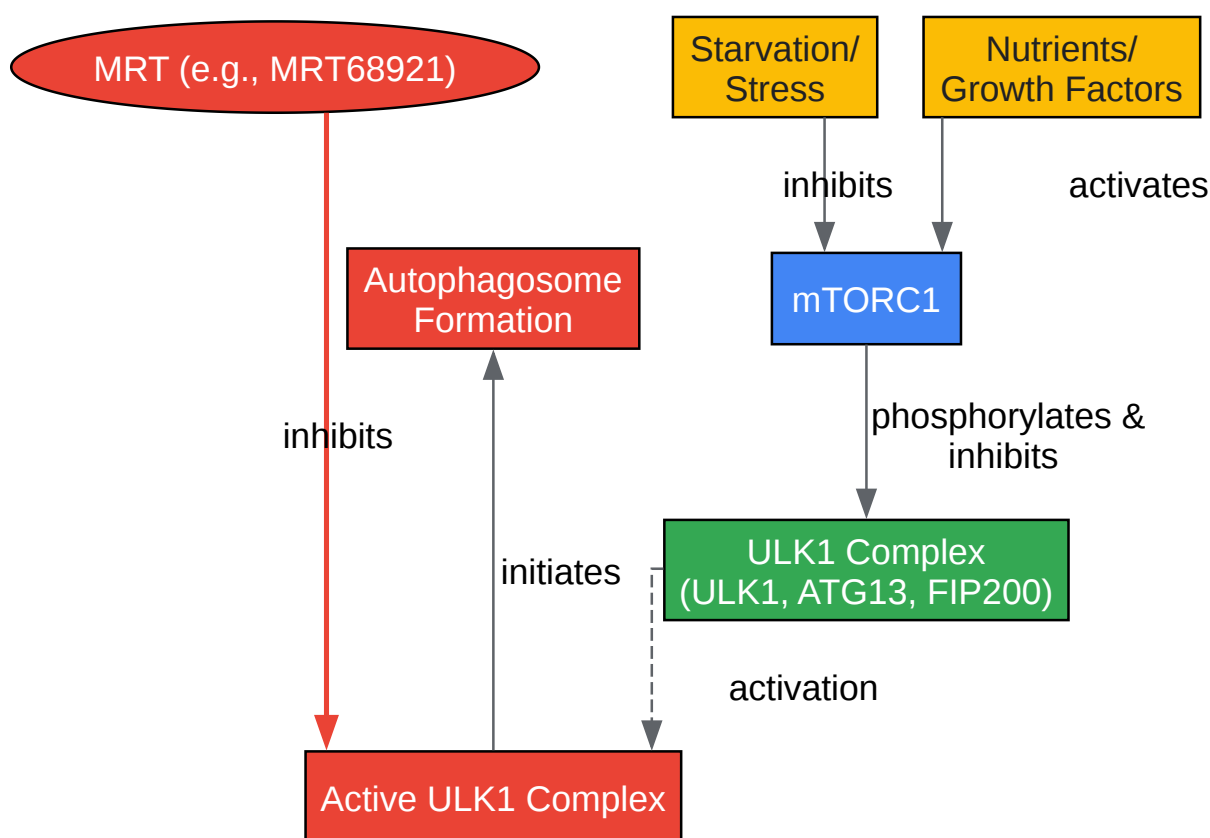 MRT (e.g., MRT68921)
Starvation/
Stress
Nutrients/
Growth Factors
inhibits
activates
Autophagosome
Formation
mTORC1
inhibits
phosphorylates &
inhibits
initiates
ULK1 Complex
(ULK1, ATG13, FIP200)
activation
Active ULK1 Complex